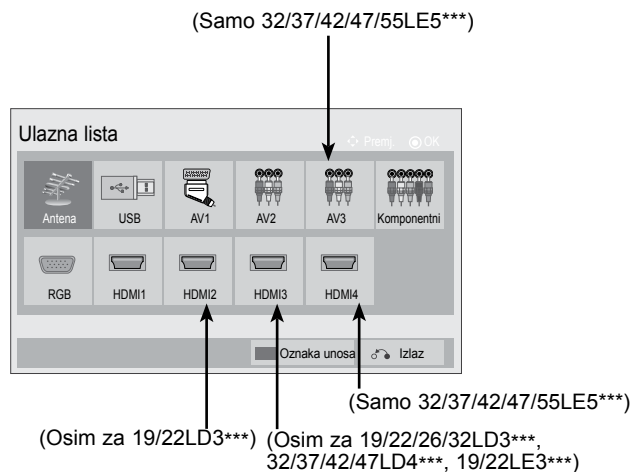 (Samo 32/37/42/47/55LE5***)
Ulazna lista
Premj. OK
Antena USB AV1 AV2 AV3 Komponentni
RGB HDMI1 HDMI2 HDMI3 HDMI4
Oznaka unosa Izlaz
(Samo 32/37/42/47/55LE5***)
(Osim za 19/22LD3***) (Osim za 19/22/26/32LD3***,
32/37/42/47LD4***, 19/22LE3***)